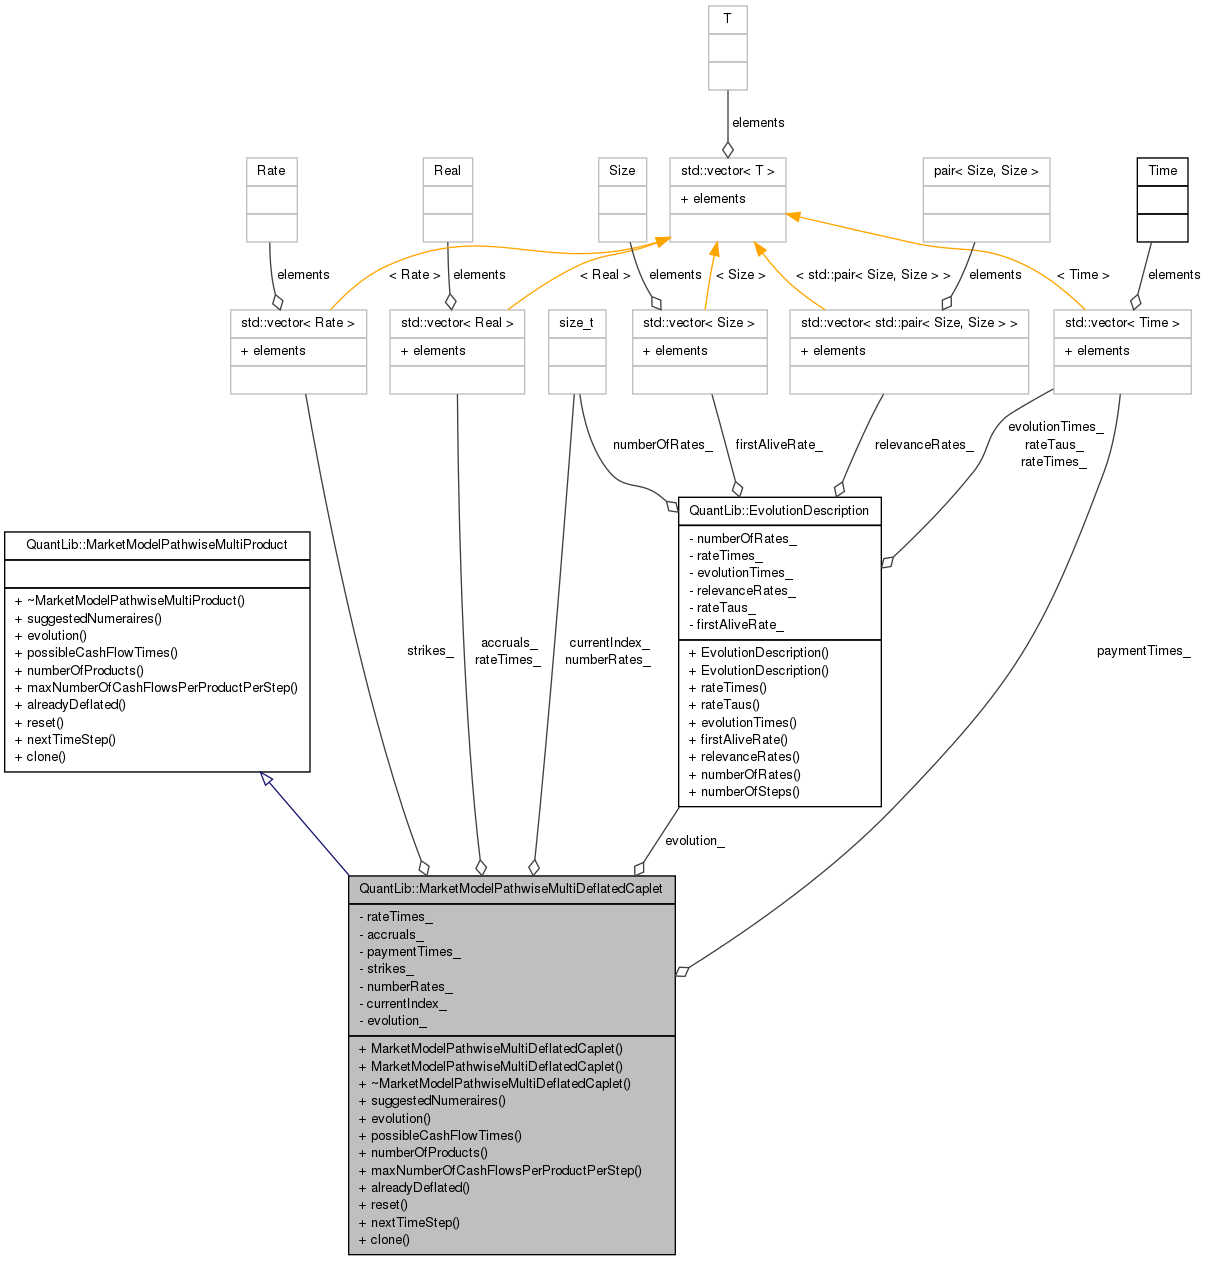 T
elements
Rate
Real
Size
std::vector< T >
+ elements
pair< Size, Size >
Time
elements
< Rate >
elements
< Real >
elements
< Size >
< std::pair< Size, Size > >
elements
< Time >
elements
std::vector< Rate >
+ elements
std::vector< Real >
+ elements
size_t
std::vector< Size >
+ elements
std::vector< std::pair< Size, Size > >
+ elements
std::vector< Time >
+ elements
numberOfRates_
firstAliveRate_
relevanceRates_
evolutionTimes_
rateTaus_
rateTimes_
QuantLib::EvolutionDescription
- numberOfRates_
- rateTimes_
- evolutionTimes_
- relevanceRates_
- rateTaus_
- firstAliveRate_
+ EvolutionDescription()
+ EvolutionDescription()
+ rateTimes()
+ rateTaus()
+ evolutionTimes()
+ firstAliveRate()
+ relevanceRates()
+ numberOfRates()
+ numberOfSteps()
QuantLib::MarketModelPathwiseMultiProduct
+ ~MarketModelPathwiseMultiProduct()
+ suggestedNumeraires()
+ evolution()
+ possibleCashFlowTimes()
+ numberOfProducts()
+ maxNumberOfCashFlowsPerProductPerStep()
+ alreadyDeflated()
+ reset()
+ nextTimeStep()
+ clone()
strikes_
accruals_
rateTimes_
currentIndex_
numberRates_
paymentTimes_
evolution_
QuantLib::MarketModelPathwiseMultiDeflatedCaplet
- rateTimes_
- accruals_
- paymentTimes_
- strikes_
- numberRates_
- currentIndex_
- evolution_
+ MarketModelPathwiseMultiDeflatedCaplet()
+ MarketModelPathwiseMultiDeflatedCaplet()
+ ~MarketModelPathwiseMultiDeflatedCaplet()
+ suggestedNumeraires()
+ evolution()
+ possibleCashFlowTimes()
+ numberOfProducts()
+ maxNumberOfCashFlowsPerProductPerStep()
+ alreadyDeflated()
+ reset()
+ nextTimeStep()
+ clone()